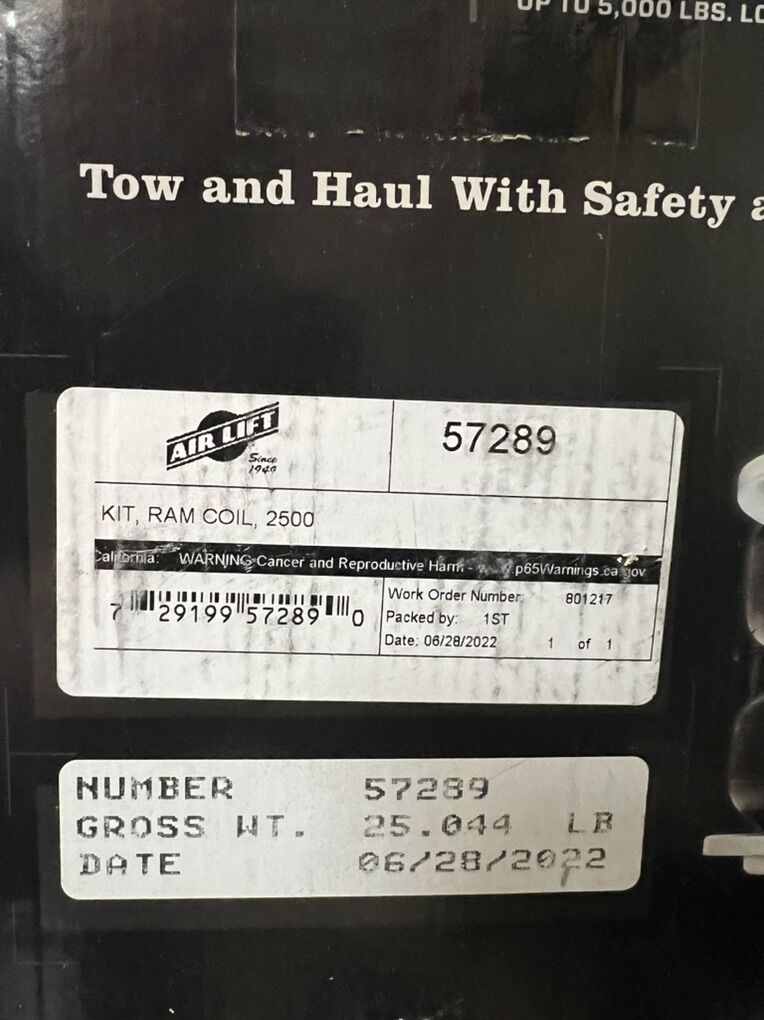 UP TO 5,000 LBS.
Tow and Haul With Safety
AIR LIFT
Since
1949
57289
KIT, RAM COIL, 2500
California: WARNING Cancer and Reproductive Harm - www.p65Warnings.ca.gov
7 29199 57289 0
Work Order Number: 801217
Packed by: 1ST
Date: 06/28/2022 1 of 1
NUMBER 57289
GROSS WT. 25.044 LB
DATE 06/28/2022